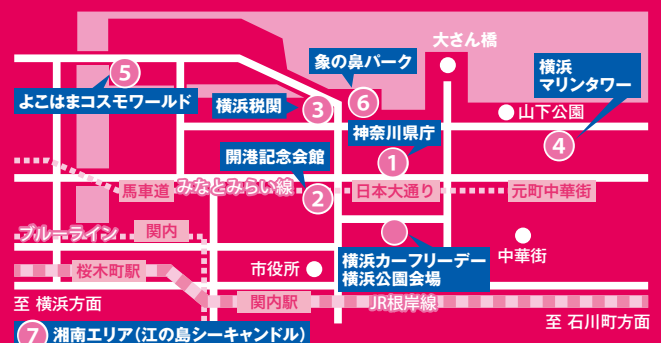 大さん橋
象の鼻パーク
横浜
マリンタワー
⑤
よこはまコスモワールド
横浜税関
③
⑥
山下公園
神奈川県庁
④
開港記念会館
①
馬車道
みなとみらい線
②
日本大通り
元町中華街
ブルーライン
関内
横浜カーフリーデー
横浜公園会場
中華街
桜木町駅
市役所
至 横浜方面
関内駅
JR根岸線
至 石川町方面
⑦ 湘南エリア(江の島シーキャンドル)